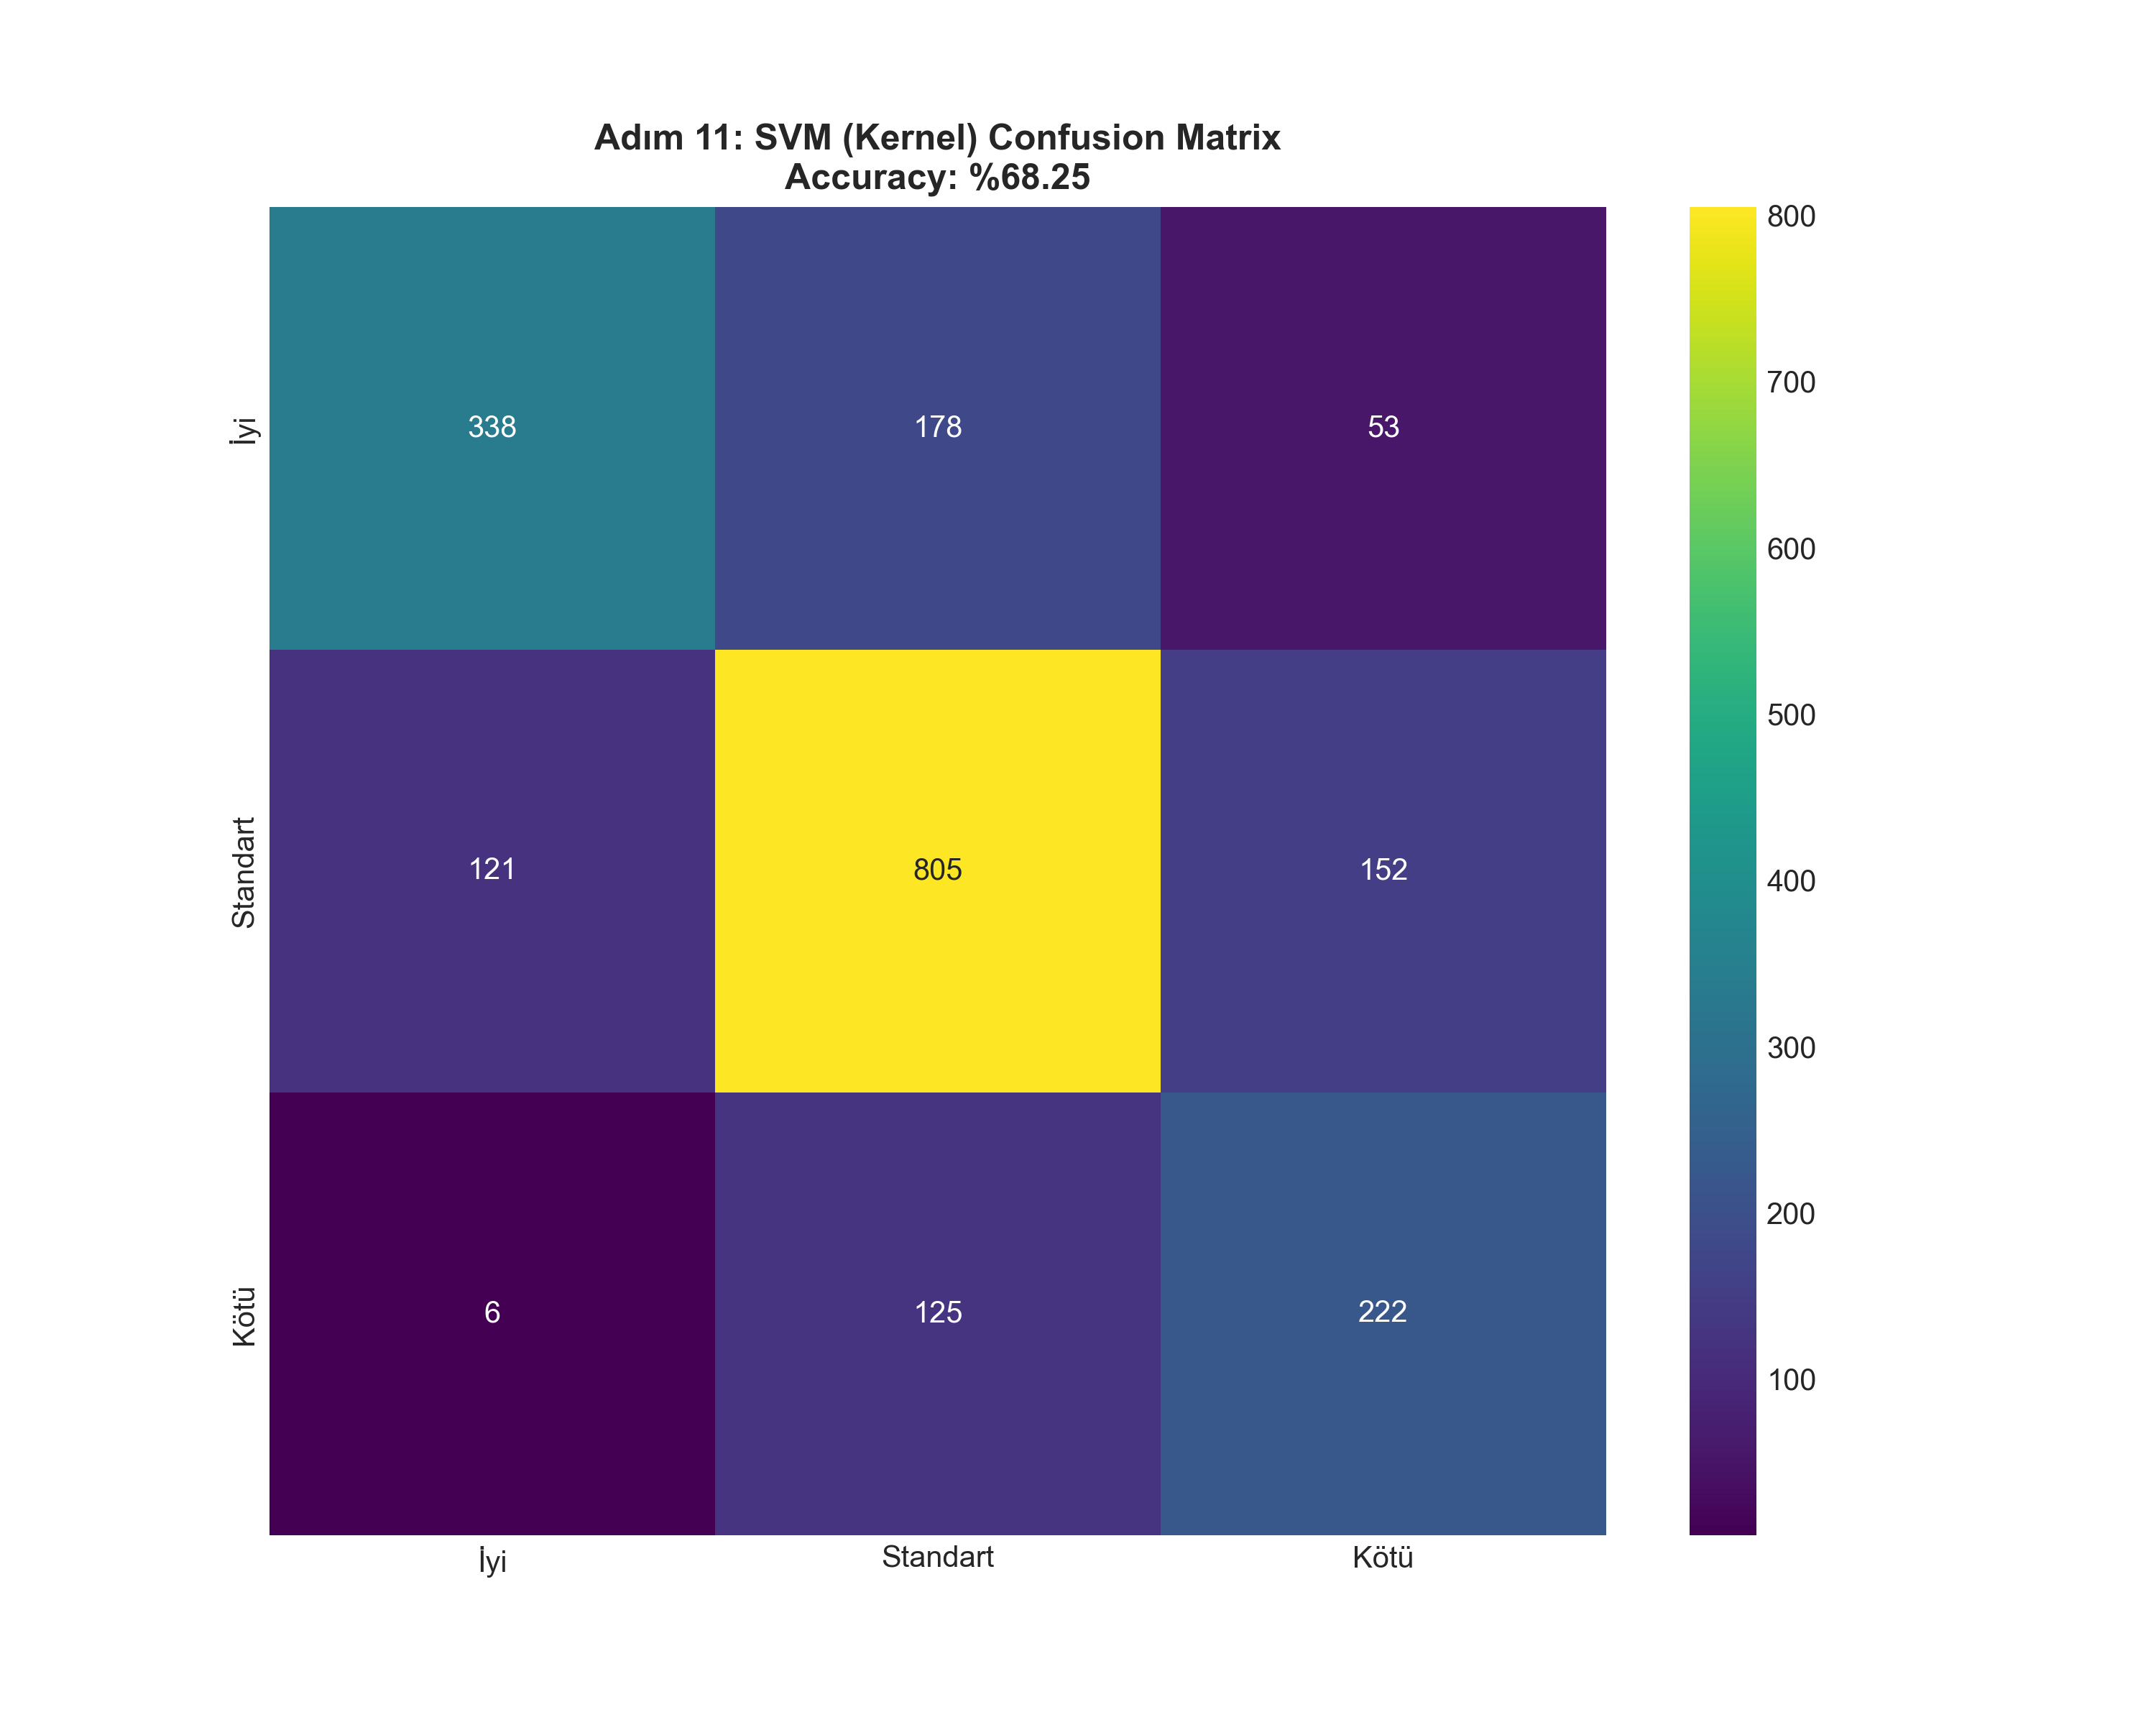 Adım 11: SVM (Kernel) Confusion Matrix
Accuracy: %68.25
İyi
338
178
53
Standart
121
805
152
Kötü
6
125
222
İyi
Standart
Kötü
800
700
600
500
400
300
200
100